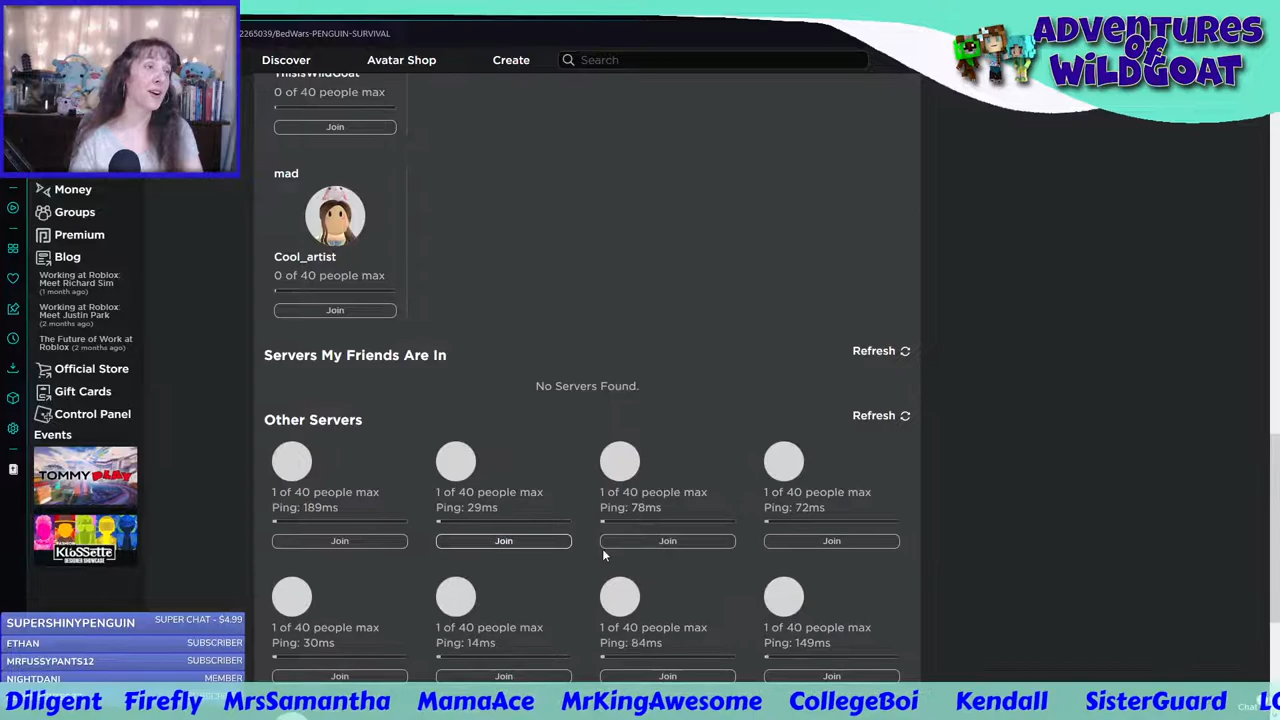 2265039/BedWars-PENGUIN-SURVIVAL
Discover
Avatar Shop
Create
Search
ADVENTURES
OF
WILDGOAT
ThisIsWildGoat
0 of 40 people max
Join
mad
Cool_artist
0 of 40 people max
Join
Money
Groups
Premium
Blog
Working at Roblox:
Meet Richard Sim
(1 month ago)
Working at Roblox:
Meet Justin Park
(2 months ago)
The Future of Work at
Roblox (2 months ago)
Official Store
Gift Cards
Control Panel
Events
TOMMY PLAY
KLOSSETTE
DESIGNER SHOWCASE
Servers My Friends Are In
Refresh
No Servers Found.
Other Servers
Refresh
1 of 40 people max
Ping: 189ms
Join
1 of 40 people max
Ping: 29ms
Join
1 of 40 people max
Ping: 78ms
Join
1 of 40 people max
Ping: 72ms
Join
1 of 40 people max
Ping: 30ms
Join
1 of 40 people max
Ping: 14ms
Join
1 of 40 people max
Ping: 84ms
Join
1 of 40 people max
Ping: 149ms
Join
SUPERSHINYPENGUIN SUPER CHAT - $4.99
ETHAN SUBSCRIBER
MRFUSSYPANTS12 SUBSCRIBER
NIGHTDANI MEMBER
Diligent Firefly MrsSamantha MamaAce MrKingAwesome CollegeBoi Kendall SisterGuard
Chat